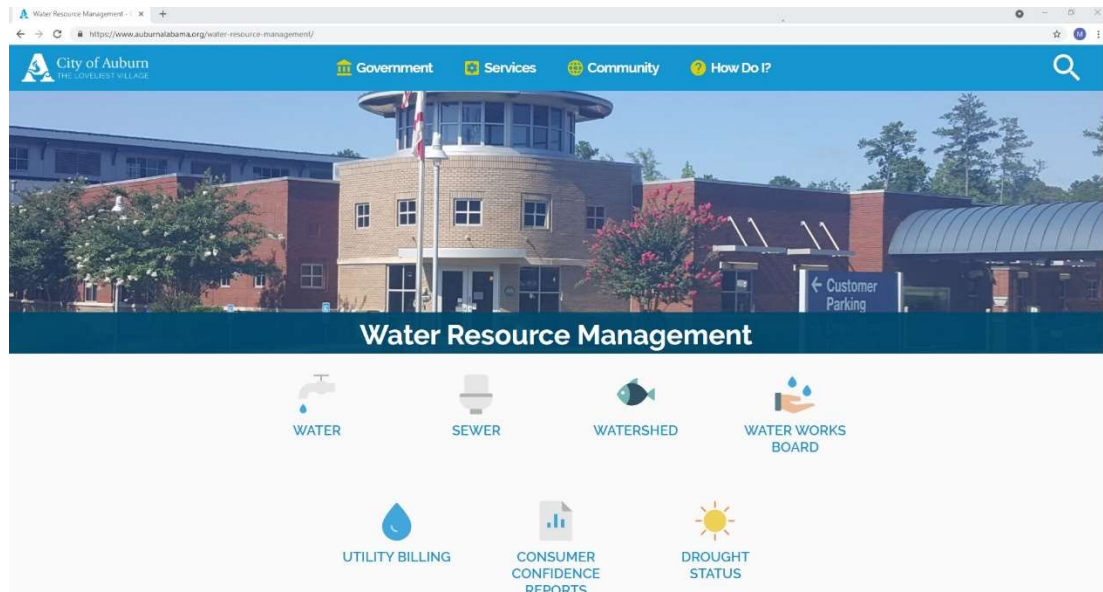 Water Resource Management - 
https://www.auburnalabama.org/water-resource-management/
M
City of Auburn
THE LOVELIEST VILLAGE
Government
Services
Community
? How Do I?
← Customer
Parking
Water Resource Management
WATER
SEWER
WATERSHED
WATER WORKS
BOARD
UTILITY BILLING
CONSUMER
CONFIDENCE
REPORTS
DROUGHT
STATUS